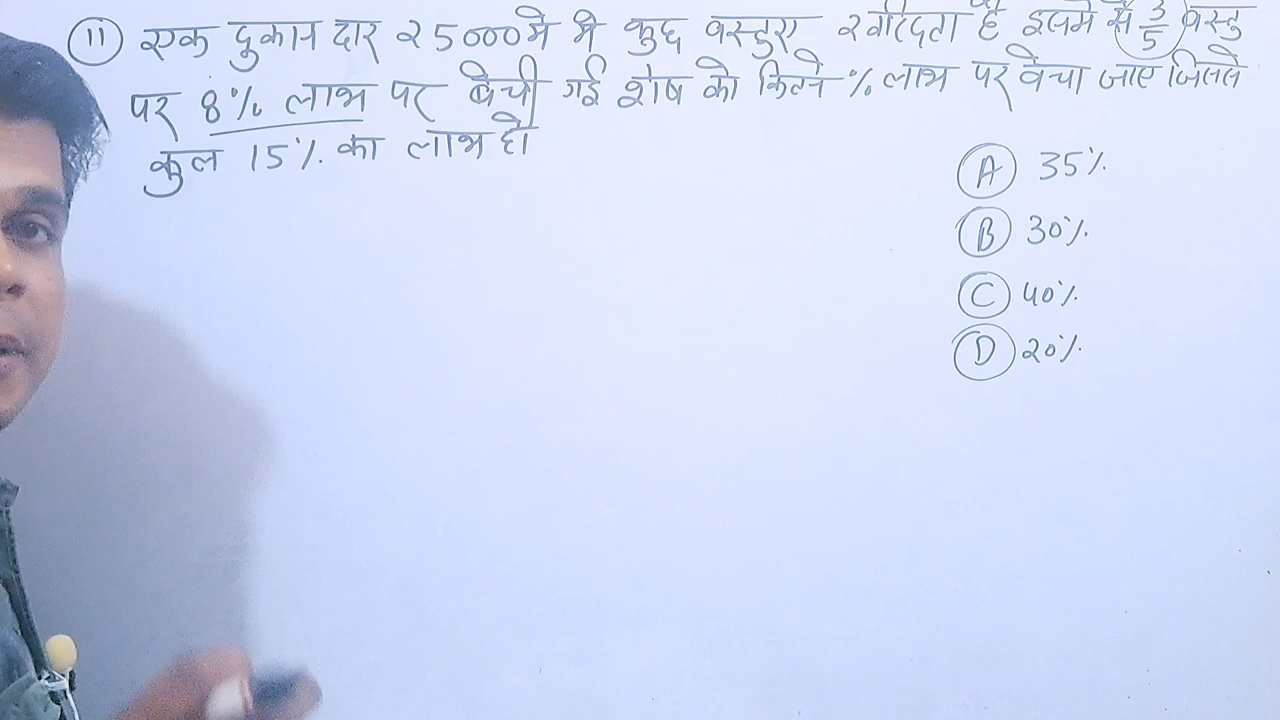 11 एक दुकान दार 25000 मे मे कुछ वस्तुए खरीदता है इसमे से 3/5 वस्तु
पर 8% लाभ पर बेची गई शेष को कितने % लाभ पर बेचा जाए जिससे
कुल 15% का लाभ हो
A 35%
B 30%
C 40%
D 20%